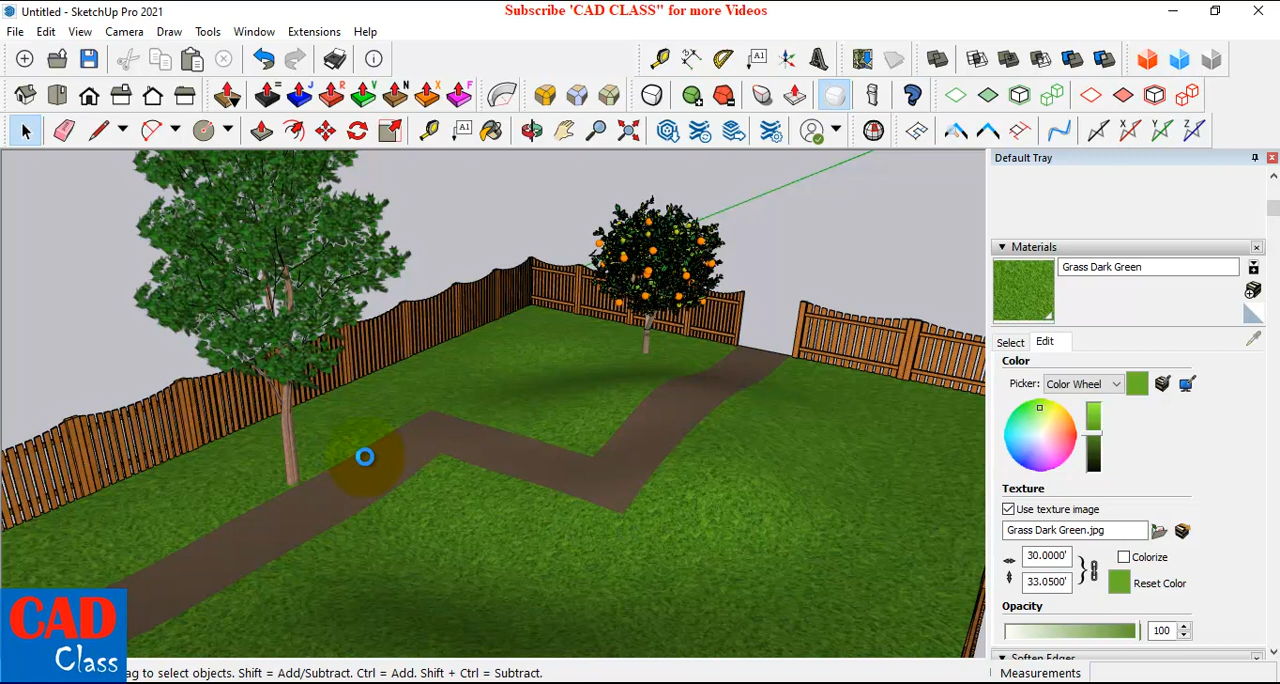 Untitled - SketchUp Pro 2021
Subscribe 'CAD CLASS" for more Videos
File Edit View Camera Draw Tools Window Extensions Help
Default Tray
Materials
Grass Dark Green
Select Edit
Color
Picker: Color Wheel
Texture
Use texture image
Grass Dark Green.jpg
30.0000'
Colorize
33.0500'
Reset Color
Opacity
100
Soften Edges
CAD
Class
ag to select objects. Shift = Add/Subtract. Ctrl = Add. Shift + Ctrl = Subtract.
Measurements